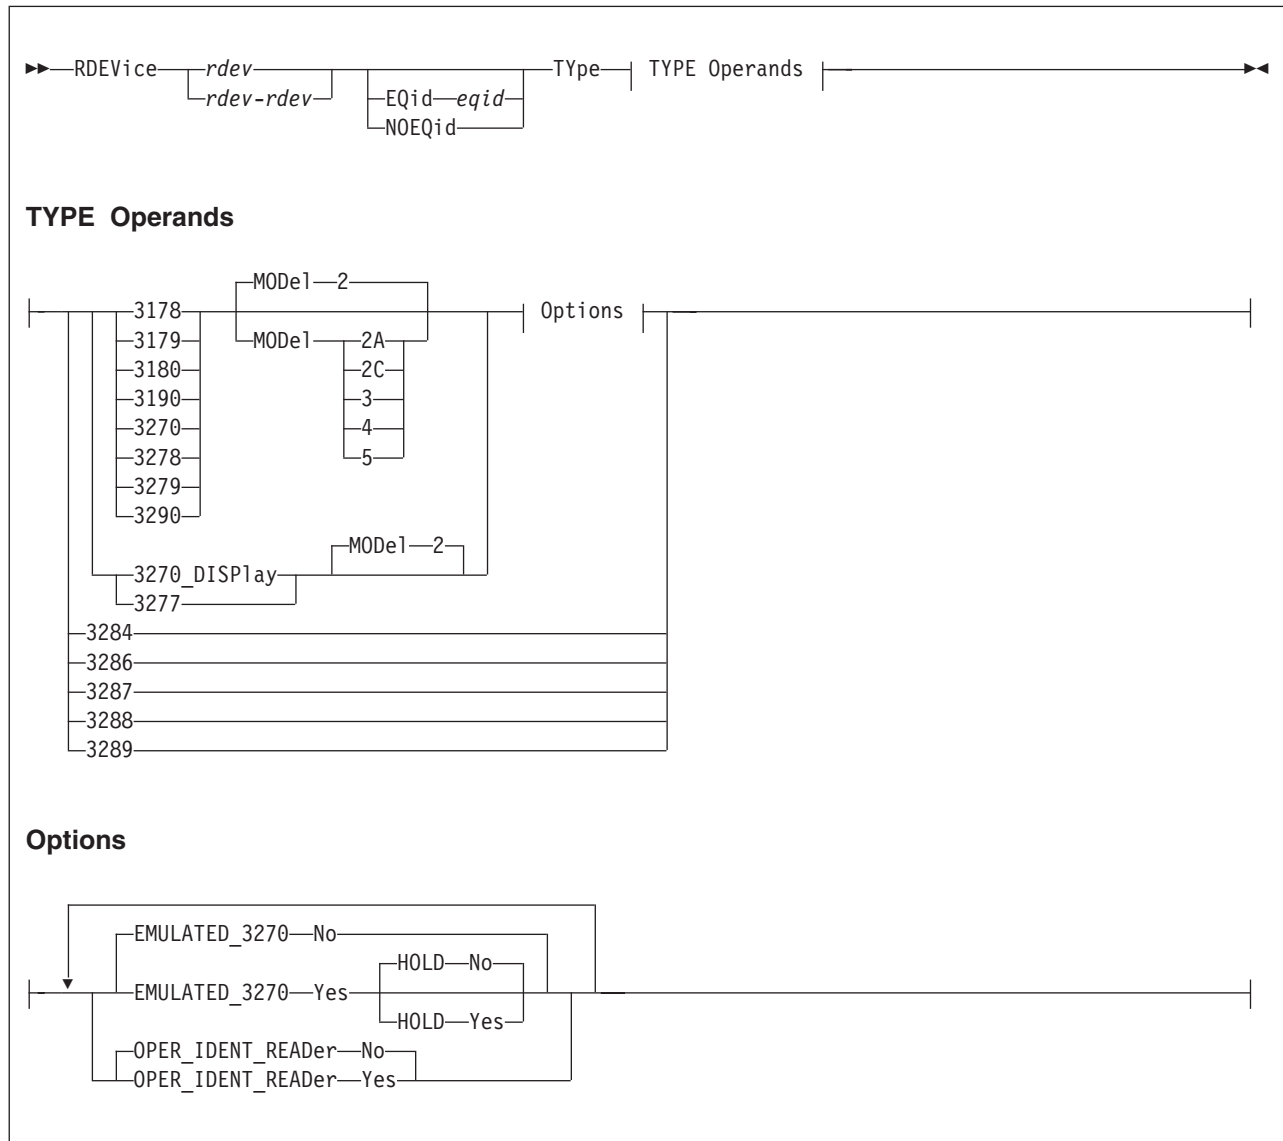 RDEVice rdev TYpe TYPE Operands
rdev-rdev EQid eqid
NOEQid
TYPE Operands
MODel 2
3178 Options
3179 MODel 2A
3180 2C
3190 3
3270 4
3278 5
3279
3290
MODel 2
3270_DISPlay
3277
3284
3286
3287
3288
3289
Options
EMULATED_3270 No
HOLD No
EMULATED_3270 Yes
HOLD Yes
OPER_IDENT_READer No
OPER_IDENT_READer Yes